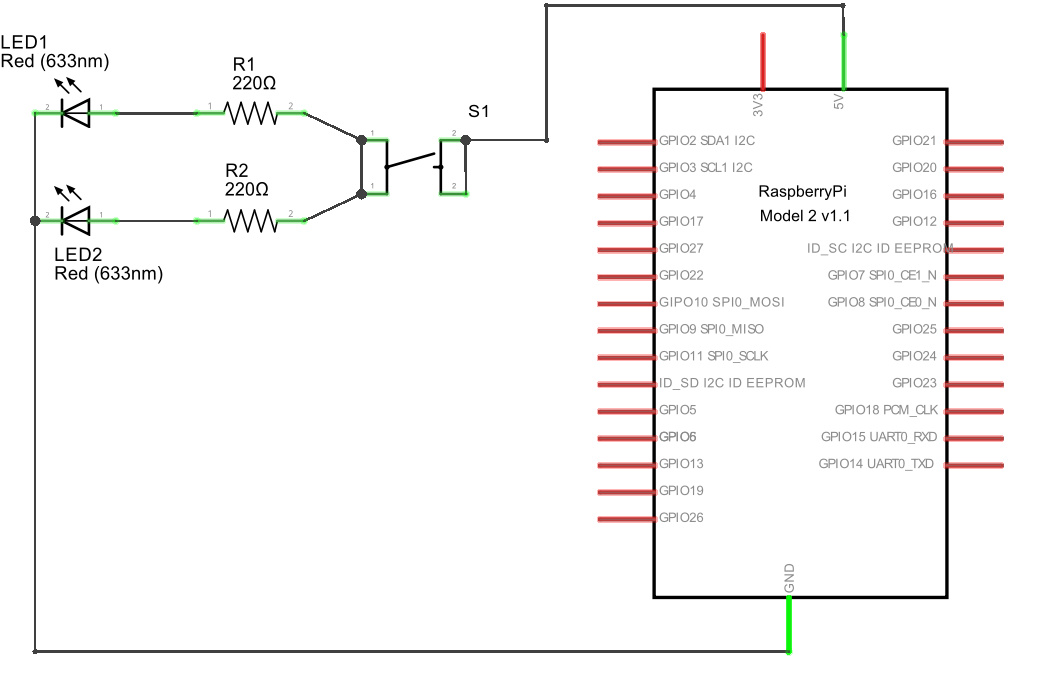 LED1
Red (633nm)
2
1
R1
220Ω
1
2
S1
1
2
1
2
LED2
Red (633nm)
2
1
R2
220Ω
1
2
3V3
5V
RaspberryPi
Model 2 v1.1
GPIO2 SDA1 I2C
GPIO3 SCL1 I2C
GPIO4
GPIO17
GPIO27
GPIO22
GIPO10 SPI0_MOSI
GPIO9 SPI0_MISO
GPIO11 SPI0_SCLK
ID_SD I2C ID EEPROM
GPIO5
GPIO6
GPIO13
GPIO19
GPIO26
GPIO21
GPIO20
GPIO16
GPIO12
ID_SC I2C ID EEPROM
GPIO7 SPI0_CE1_N
GPIO8 SPI0_CE0_N
GPIO25
GPIO24
GPIO23
GPIO18 PCM_CLK
GPIO15 UART0_RXD
GPIO14 UART0_TXD
GND